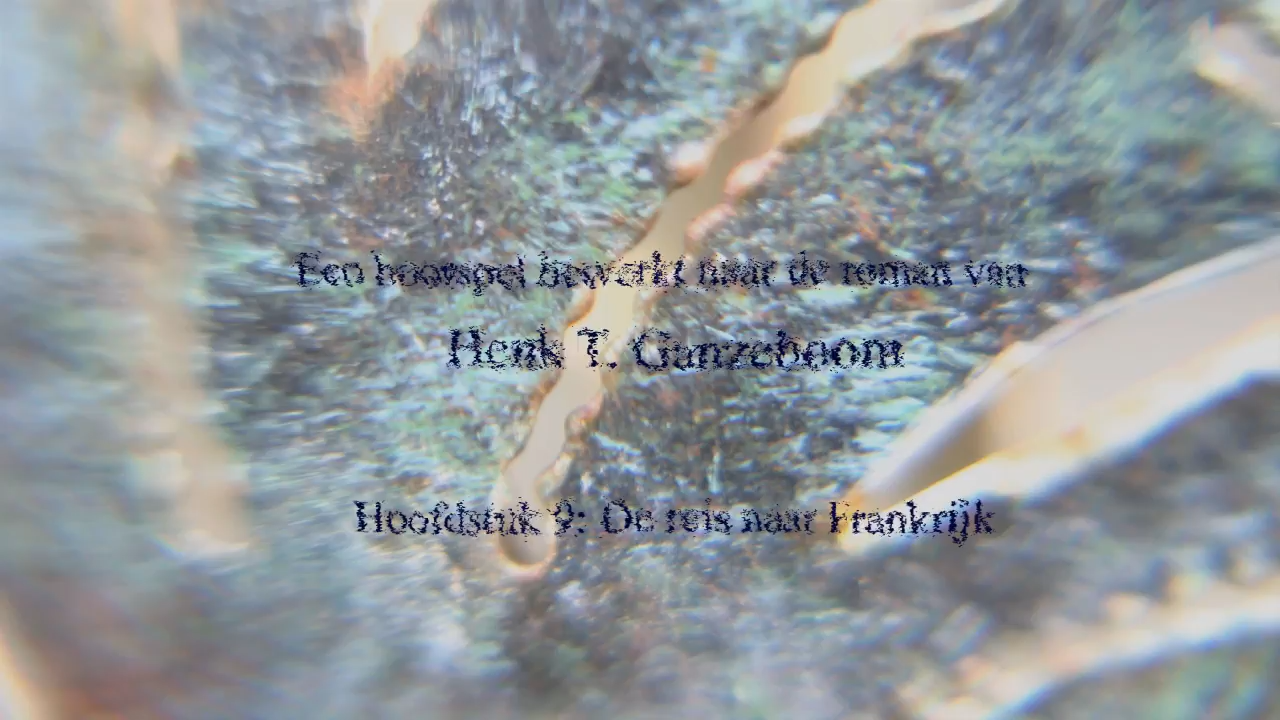 Een hoorspel bewerkt naar de roman van
Henk T. Ganzeboom
Hoofdstuk 9: De reis naar Frankrijk